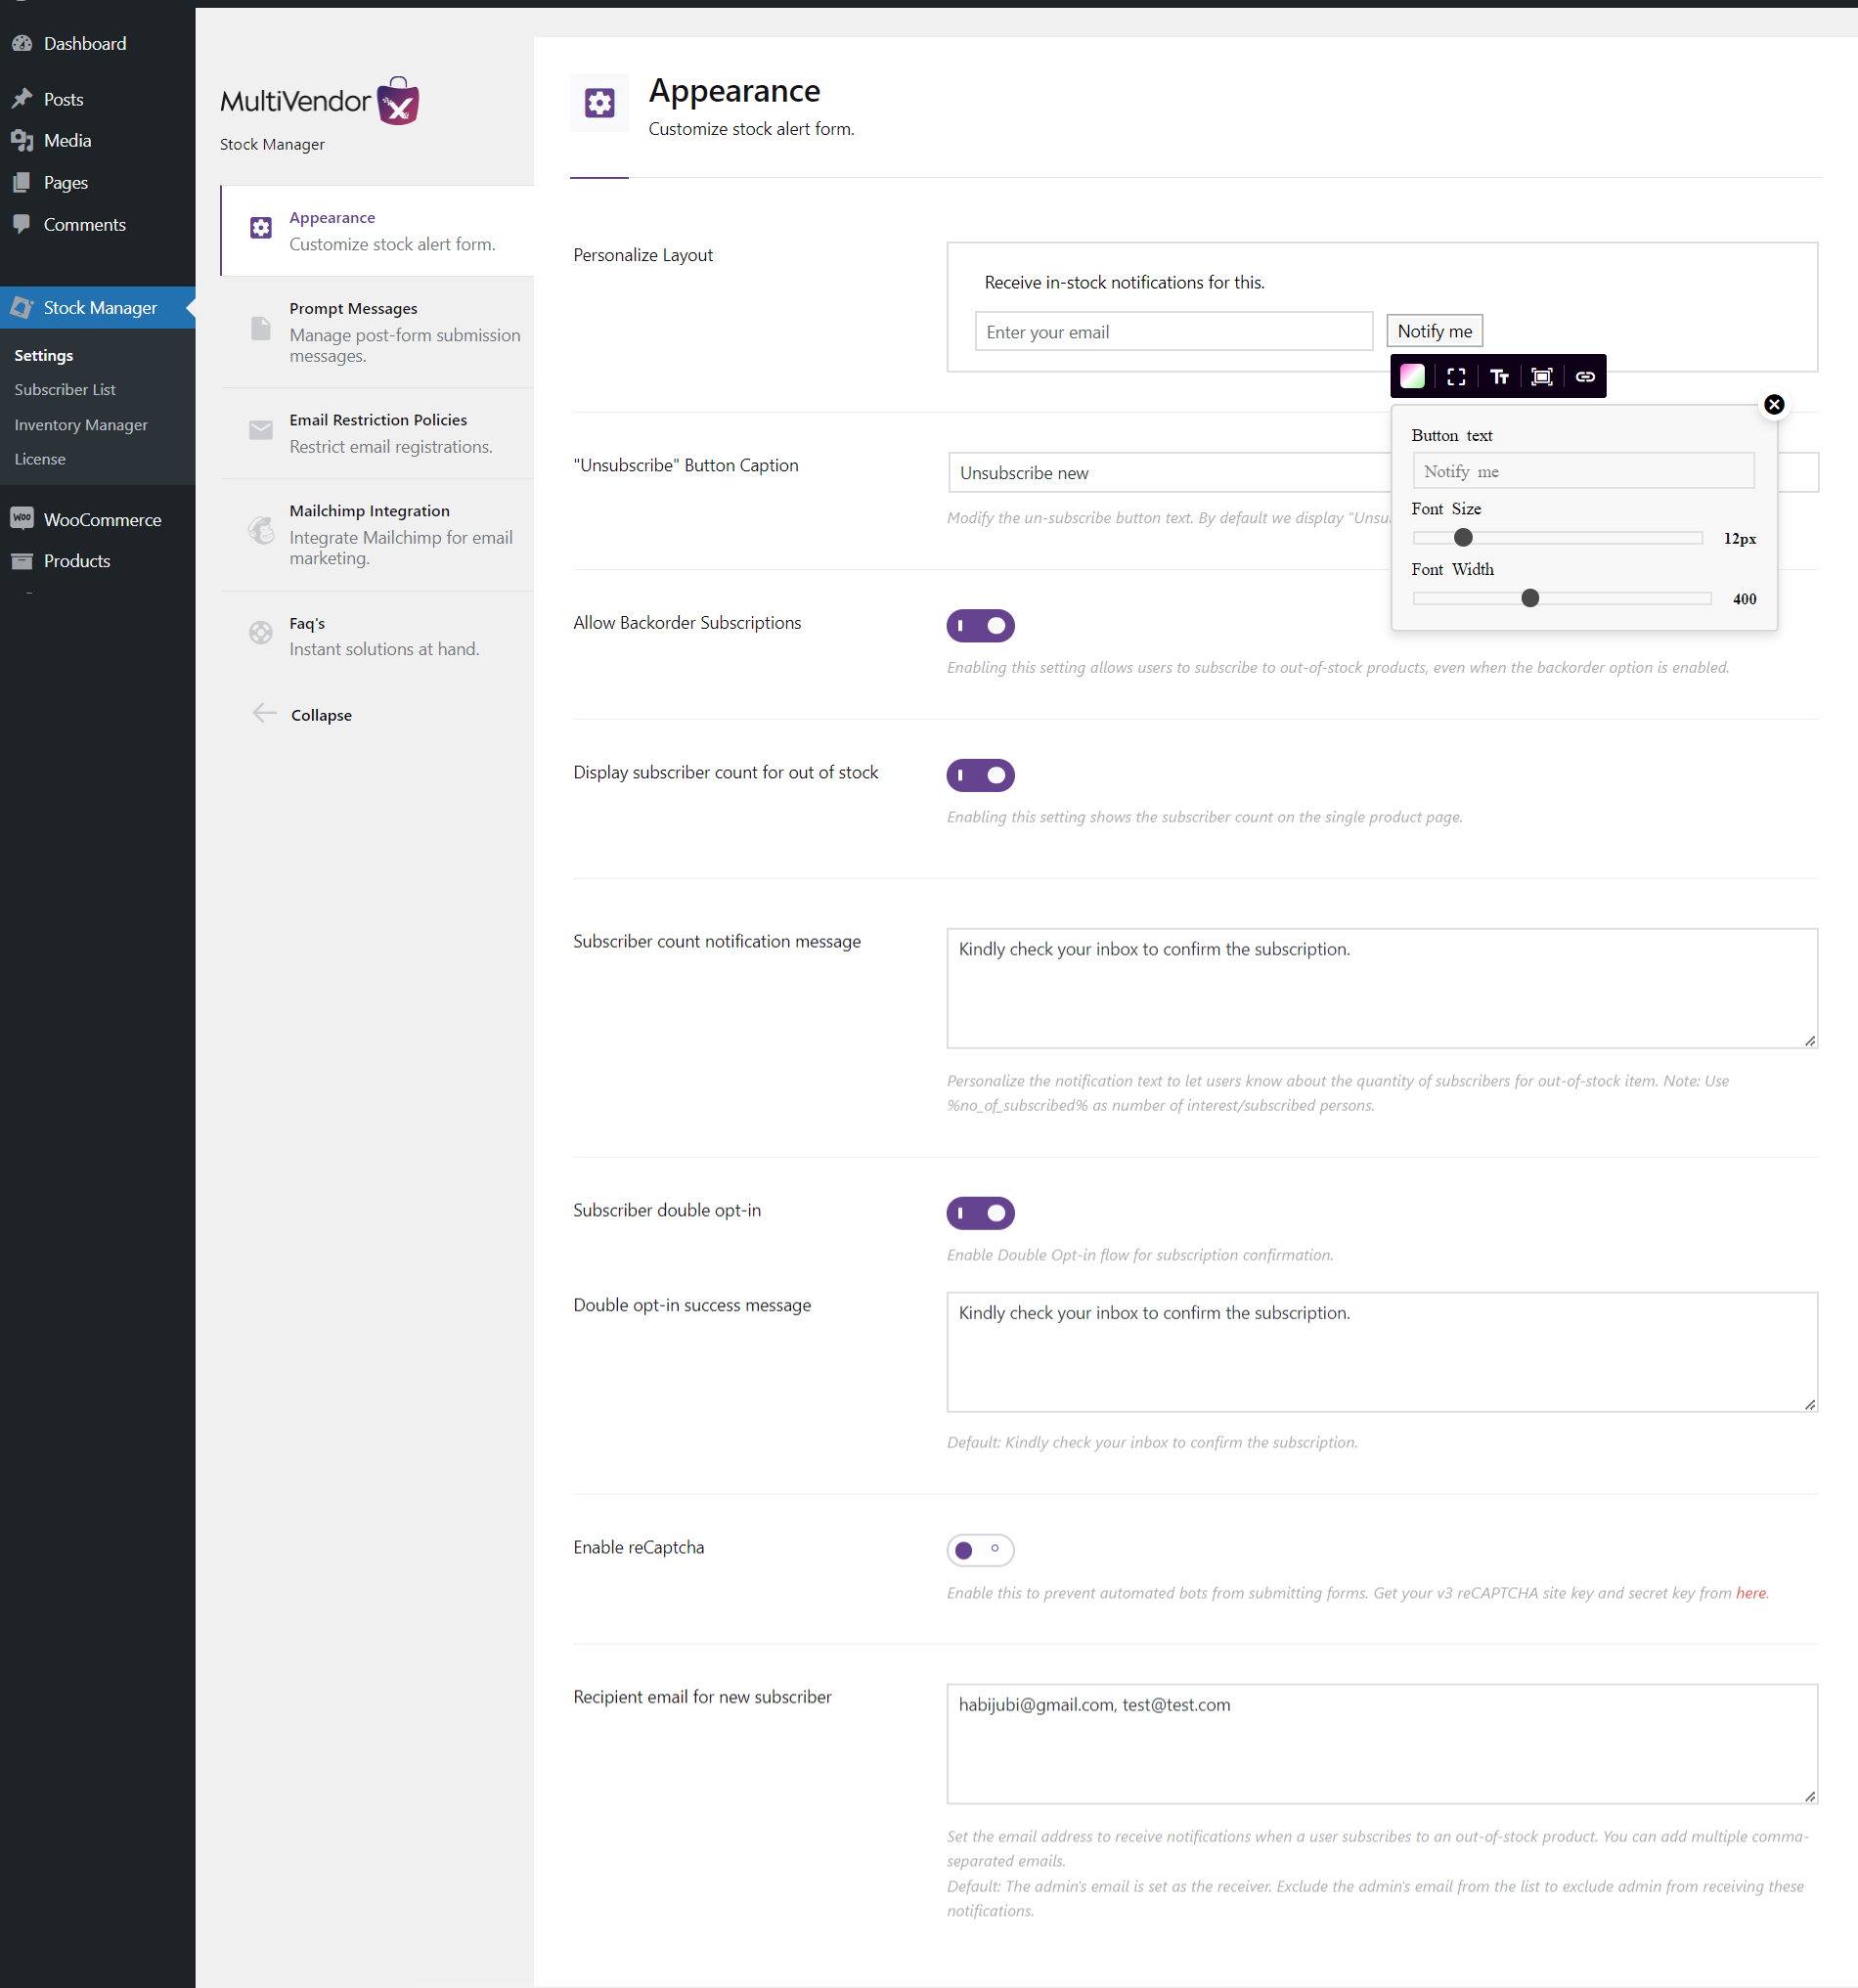 Dashboard
Posts
Media
Pages
Comments
Stock Manager
Settings
Subscriber List
Inventory Manager
License
WooCommerce
Products
MultiVendorX
Stock Manager
Appearance
Customize stock alert form.
Prompt Messages
Manage post-form submission
messages.
Email Restriction Policies
Restrict email registrations.
Mailchimp Integration
Integrate Mailchimp for email
marketing.
Faq's
Instant solutions at hand.
Collapse
Appearance
Customize stock alert form.
Personalize Layout
Receive in-stock notifications for this.
Enter your email
Notify me
Button text
Notify me
Font Size
12px
Font Width
400
"Unsubscribe" Button Caption
Unsubscribe new
Modify the un-subscribe button text. By default we display "Unsu
Allow Backorder Subscriptions
Enabling this setting allows users to subscribe to out-of-stock products, even when the backorder option is enabled.
Display subscriber count for out of stock
Enabling this setting shows the subscriber count on the single product page.
Subscriber count notification message
Kindly check your inbox to confirm the subscription.
Personalize the notification text to let users know about the quantity of subscribers for out-of-stock item. Note: Use
%no_of_subscribed% as number of interest/subscribed persons.
Subscriber double opt-in
Enable Double Opt-in flow for subscription confirmation.
Double opt-in success message
Kindly check your inbox to confirm the subscription.
Default: Kindly check your inbox to confirm the subscription.
Enable reCaptcha
Enable this to prevent automated bots from submitting forms. Get your v3 reCAPTCHA site key and secret key from here.
Recipient email for new subscriber
habijubi@gmail.com, test@test.com
Set the email address to receive notifications when a user subscribes to an out-of-stock product. You can add multiple comma-
separated emails.
Default: The admin's email is set as the receiver. Exclude the admin's email from the list to exclude admin from receiving these
notifications.